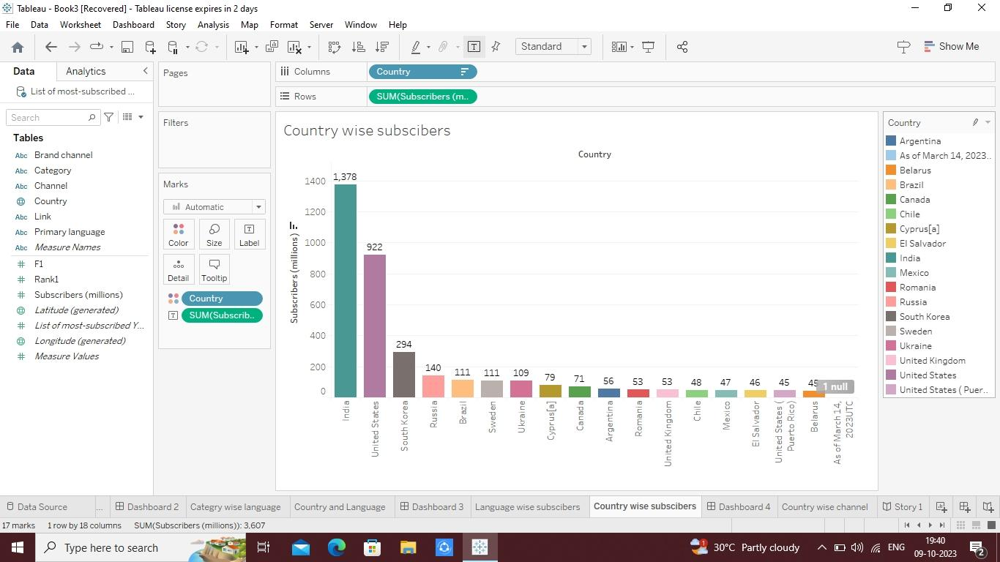 Tableau - Book3 [Recovered] - Tableau license expires in 2 days
File Data Worksheet Dashboard Story Analysis Map Format Server Window Help
Standard
Show Me
Data Analytics
List of most-subscribed ...
Search
Tables
Abc Brand channel
Abc Category
Abc Channel
Country
Abc Link
Abc Primary language
Abc Measure Names
# F1
# Rank1
# Subscribers (millions)
Latitude (generated)
# List of most-subscribed Y...
Longitude (generated)
# Measure Values
Pages
Filters
Marks
Automatic
Color Size Label
Detail Tooltip
Country
SUM(Subscrib..
Columns Country
Rows SUM(Subscribers (m..
Country wise subscibers
Country
Subscribers (millions)
1400
1200
1000
800
600
400
200
0
1,378
922
294
140
111
111
109
79
71
56
53
53
48
47
46
45
45
1 null
India
United States
South Korea
Russia
Brazil
Sweden
Ukraine
Cyprus[a]
Canada
Argentina
Romania
United Kingdom
Chile
Mexico
El Salvador
United States (
Puerto Rico)
Belarus
As of March 14,
2023UTC
Country
Argentina
As of March 14, 2023..
Belarus
Brazil
Canada
Chile
Cyprus[a]
El Salvador
India
Mexico
Romania
Russia
South Korea
Sweden
Ukraine
United Kingdom
United States
United States ( Puer..
Data Source ... Dashboard 2 Categry wise language Country and Language Dashboard 3 Language wise subscibers Country wise subscibers Dashboard 4 Country wise channel Story 1
17 marks 1 row by 18 columns SUM(Subscribers (millions)): 3,607
Type here to search
1
30°C Partly cloudy
ENG
19:40
09-10-2023
2